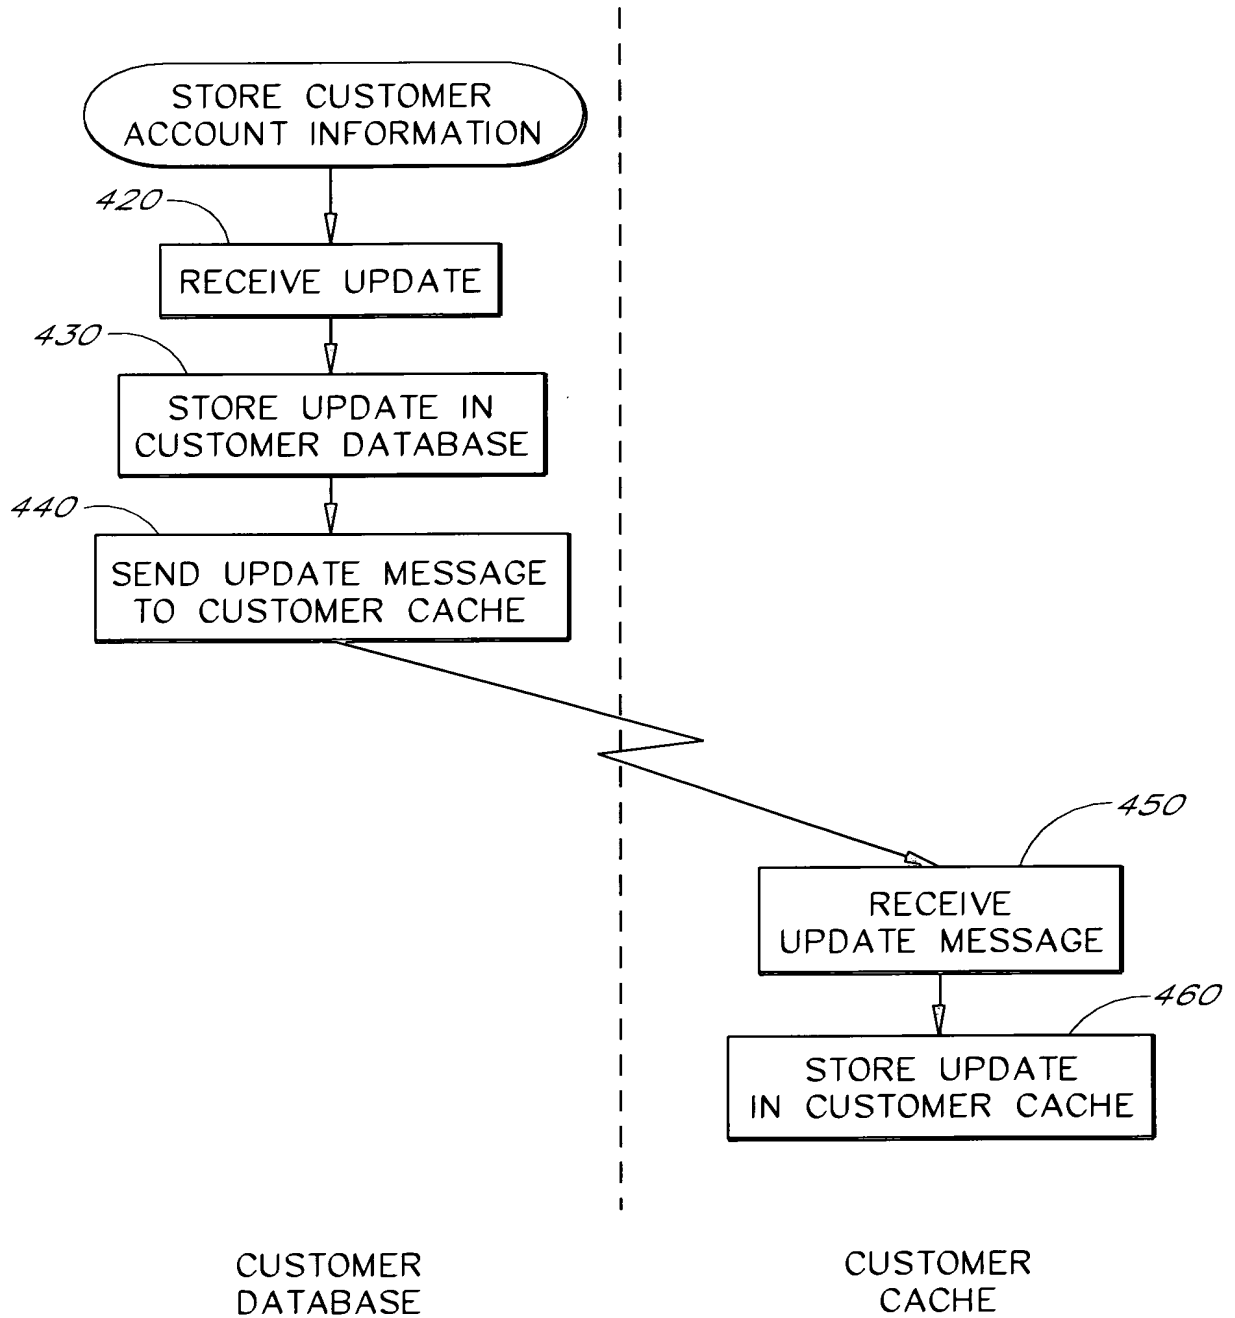 STORE CUSTOMER
ACCOUNT INFORMATION
420
RECEIVE UPDATE
430
STORE UPDATE IN
CUSTOMER DATABASE
440
SEND UPDATE MESSAGE
TO CUSTOMER CACHE
450
RECEIVE
UPDATE MESSAGE
460
STORE UPDATE
IN CUSTOMER CACHE
CUSTOMER
DATABASE
CUSTOMER
CACHE